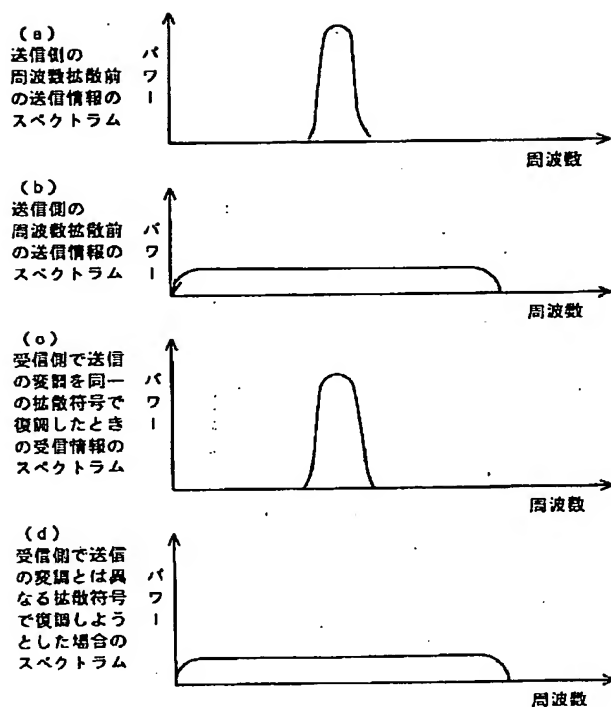 (a)
送信側の
周波数拡散前
の送信情報の
スペクトラム
パワー
周波数
(b)
送信側の
周波数拡散前
の送信情報の
スペクトラム
パワー
周波数
(c)
受信側で送信
の変調を同一
の拡散符号で
復調したとき
の受信情報の
スペクトラム
パワー
周波数
(d)
受信側で送信
の変調とは異
なる拡散符号
で復調しよう
とした場合の
スペクトラム
パワー
周波数